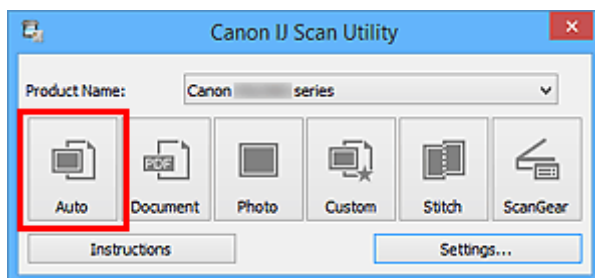 Canon IJ Scan Utility
Product Name: Canon series
PDF
Auto Document Photo Custom Stitch ScanGear
Instructions Settings...